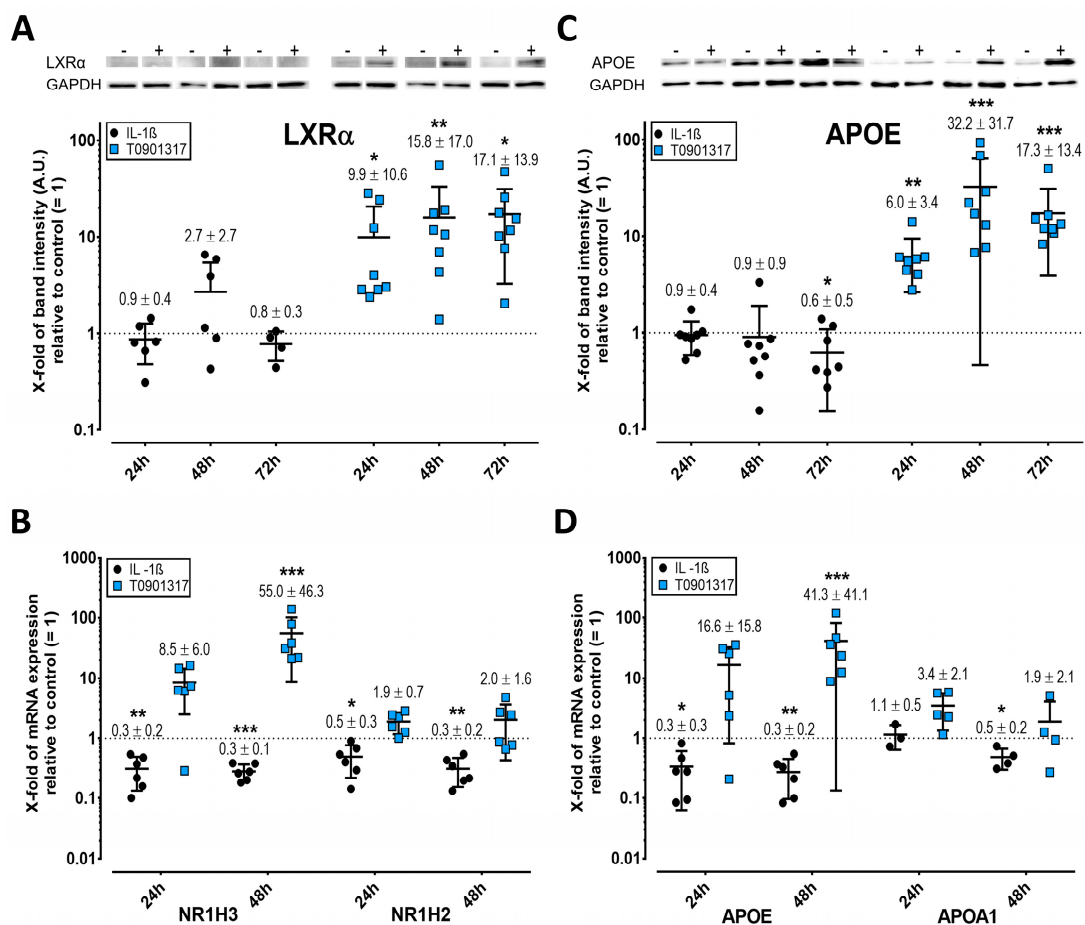 A
- + - + - + - + - + - +
LXRα
GAPDH
IL-1ß
T0901317
LXRα
X-fold of band intensity (A.U.)
relative to control (= 1)
100
10
1
0.1
0.9 ± 0.4
2.7 ± 2.7
0.8 ± 0.3
*
9.9 ± 10.6
**
15.8 ± 17.0
*
17.1 ± 13.9
24h 48h 72h 24h 48h 72h
C
- + - + - + - + - + - +
APOE
GAPDH
IL-1ß
T0901317
APOE
X-fold of band intensity (A.U.)
relative to control (= 1)
100
10
1
0.1
0.9 ± 0.4
0.9 ± 0.9
*
0.6 ± 0.5
**
6.0 ± 3.4
***
32.2 ± 31.7
***
17.3 ± 13.4
24h 48h 72h 24h 48h 72h
B
IL -1ß
T0901317
X-fold of mRNA expression
relative to control (= 1)
1000
100
10
1
0.1
0.01
**
0.3 ± 0.2
8.5 ± 6.0
***
0.3 ± 0.1
***
55.0 ± 46.3
*
0.5 ± 0.3
1.9 ± 0.7
**
0.3 ± 0.2
2.0 ± 1.6
24h 48h 24h 48h
NR1H3 NR1H2
D
IL -1ß
T0901317
X-fold of mRNA expression
relative to control (= 1)
1000
100
10
1
0.1
0.01
*
0.3 ± 0.3
16.6 ± 15.8
**
0.3 ± 0.2
***
41.3 ± 41.1
1.1 ± 0.5
3.4 ± 2.1
*
0.5 ± 0.2
1.9 ± 2.1
24h 48h 24h 48h
APOE APOA1